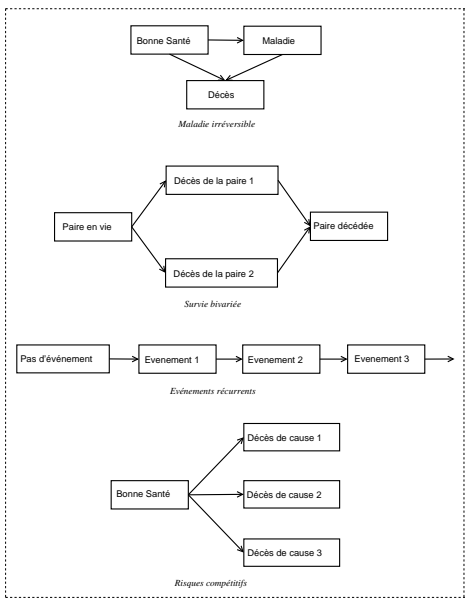 Bonne Santé
Maladie
Décès
Maladie irréversible
Décès de la paire 1
Paire en vie
Paire décédée
Décès de la paire 2
Survie bivariée
Pas d'événement
Evenement 1
Evenement 2
Evenement 3
Evénements récurrents
Décès de cause 1
Bonne Santé
Décès de cause 2
Décès de cause 3
Risques compétitifs